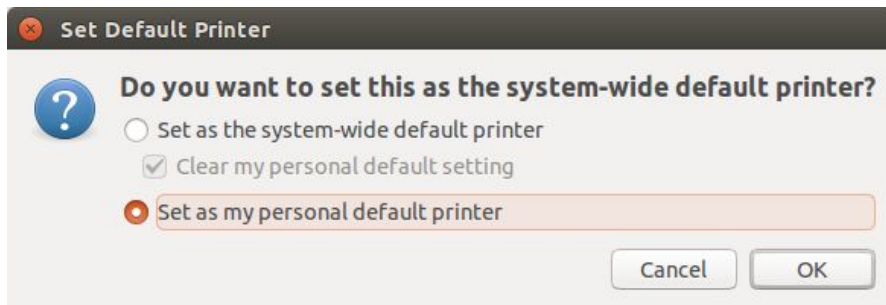 Set Default Printer
Do you want to set this as the system-wide default printer?
Set as the system-wide default printer
Clear my personal default setting
Set as my personal default printer
Cancel OK